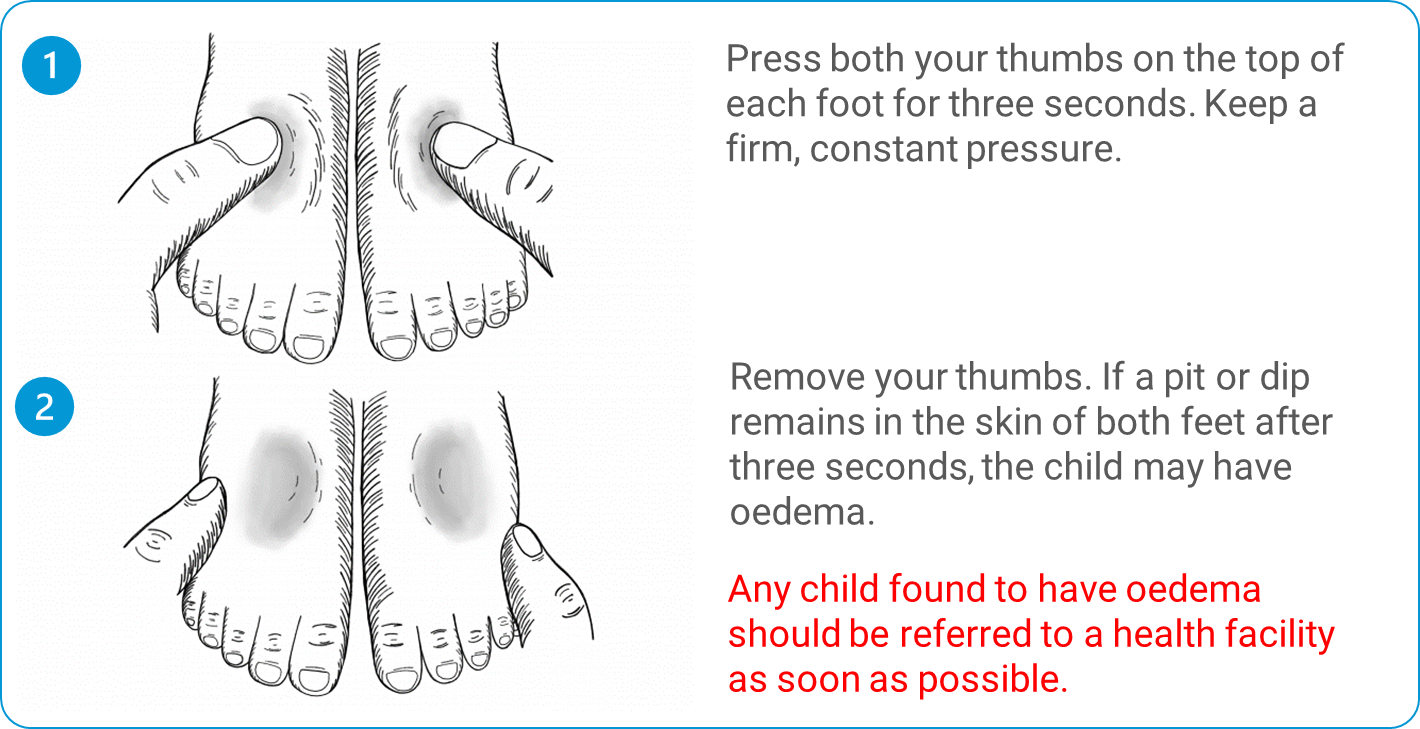 1
Press both your thumbs on the top of
each foot for three seconds. Keep a
firm, constant pressure.
2
Remove your thumbs. If a pit or dip
remains in the skin of both feet after
three seconds, the child may have
oedema.
Any child found to have oedema
should be referred to a health facility
as soon as possible.